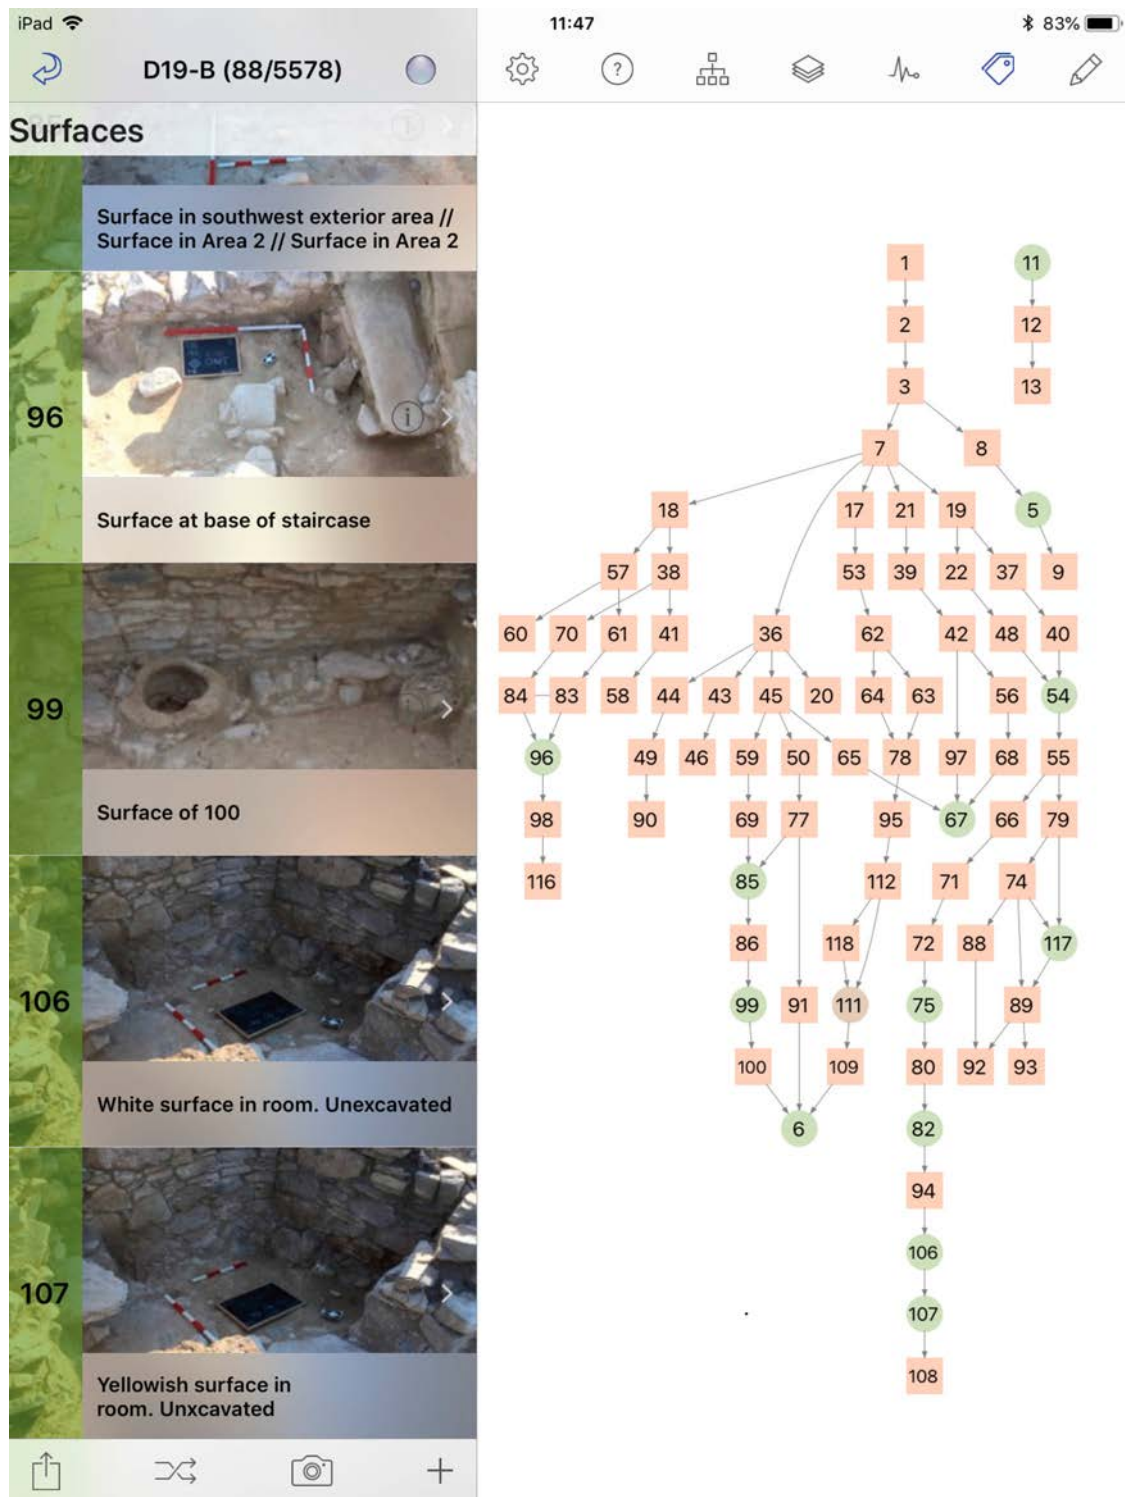 iPad
11:47
83%
D19-B (88/5578)
Surfaces
Surface in southwest exterior area //
Surface in Area 2 // Surface in Area 2
96
Surface at base of staircase
99
Surface of 100
106
White surface in room. Unexcavated
107
Yellowish surface in
room. Unxcavated
1 11
2 12
3 13
7 8
18 17 21 19 5
57 38 53 39 22 37 9
60 70 61 41 36 62 42 48 40
84 83 58 44 43 45 20 64 63 56 54
96 49 46 59 50 65 78 97 68 55
98 90 69 77 95 67 66 79
116 85 112 71 74
86 118 72 88 117
99 91 111 75 89
100 109 80 92 93
6 82
94
106
107
108